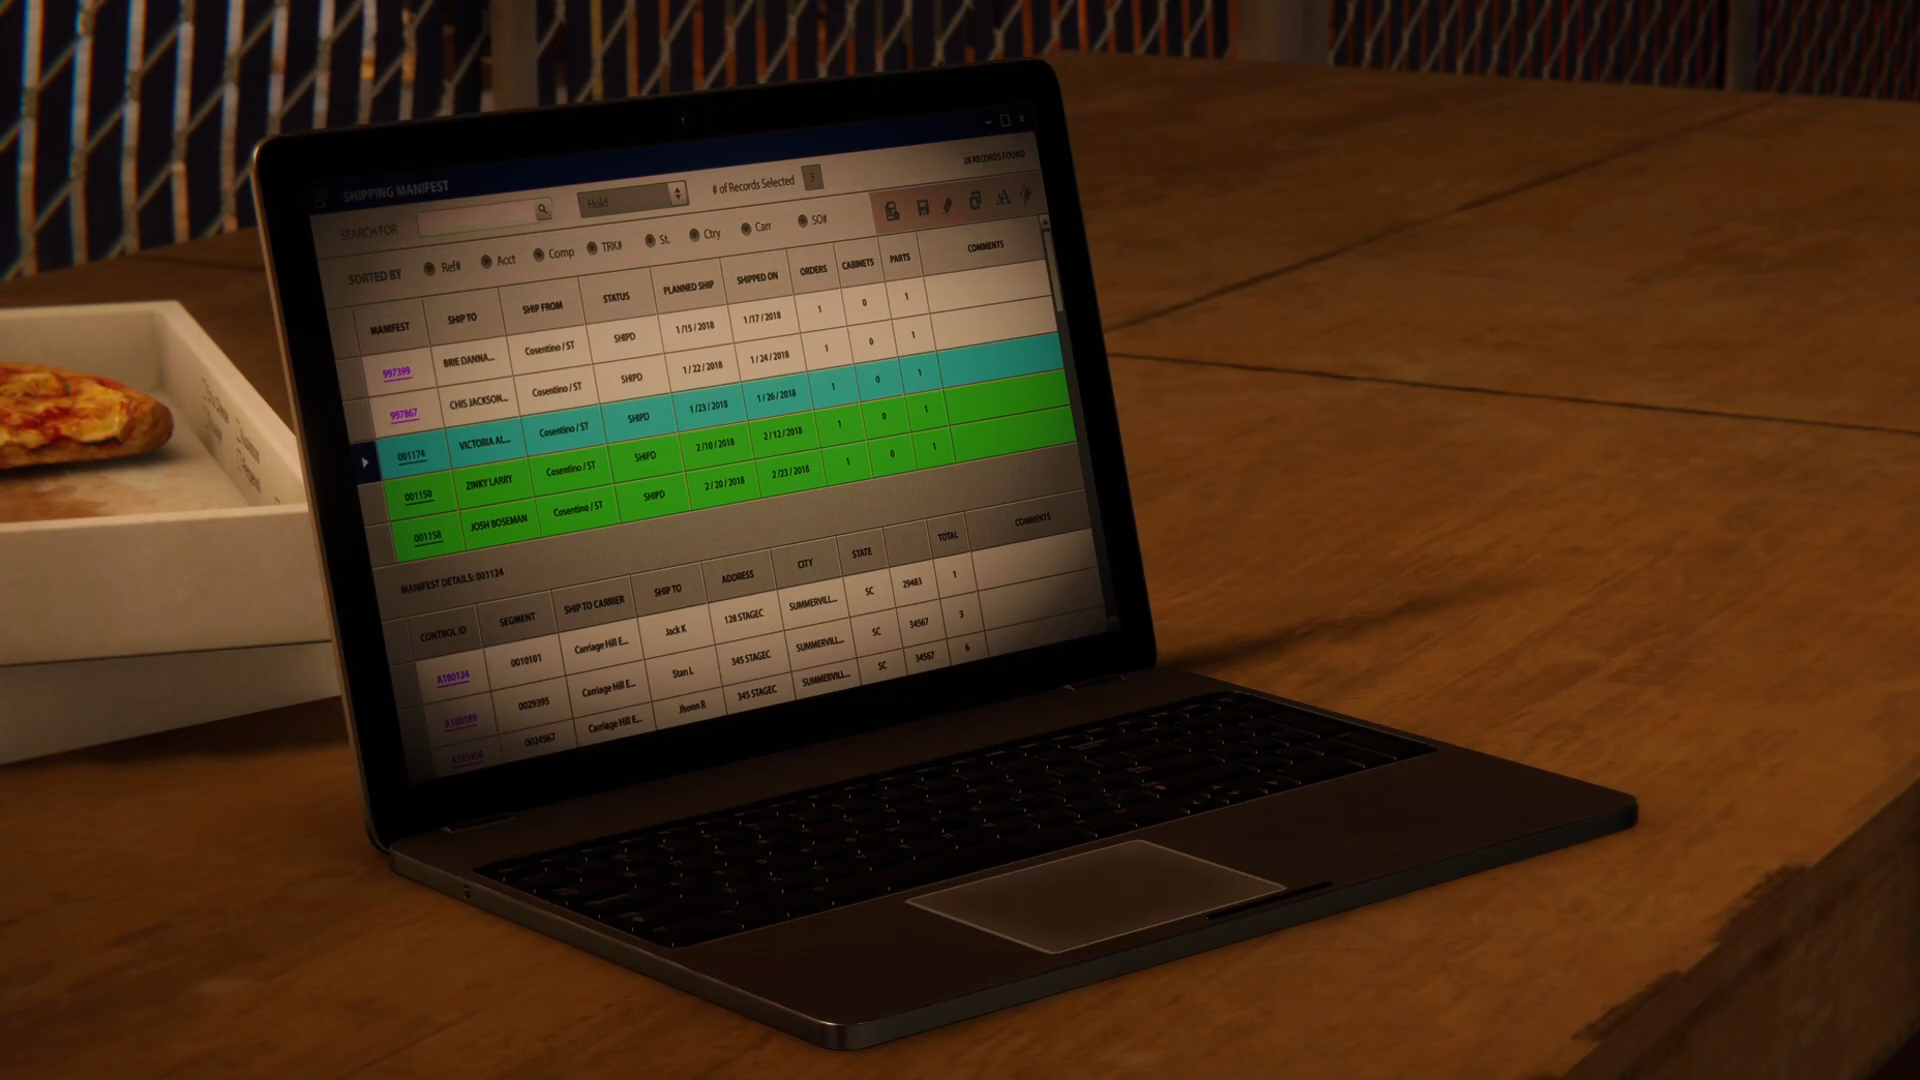 SHIPPING MANIFEST
28 RECORDS FOUND
SEARCH FOR Hold # of Records Selected 3
SORTED BY Ref# Acct Comp TRK# St. Ctry Carr SO#
MANIFEST SHIP TO SHIP FROM STATUS PLANNED SHIP SHIPPED ON ORDERS CABINETS PARTS COMMENTS
997399 BRIE DANNA... Cosentino / ST SHIPD 1 /15 / 2018 1 /17 / 2018 1 0 1
997867 CHIS JACKSON... Cosentino / ST SHIPD 1 / 22 / 2018 1 / 24 / 2018 1 0 1
001174 VICTORIA AL... Cosentino / ST SHIPD 1 /23 / 2018 1 / 26 / 2018 1 0 1
001150 ZINKY LARRY Cosentino / ST SHIPD 2 /10 / 2018 2 /12 / 2018 1 0 1
001158 JOSH BOSEMAN Cosentino / ST SHIPD 2 / 20 / 2018 2 /23 / 2018 1 0 1
MANIFEST DETAILS: 001124
CONTROL ID SEGMENT SHIP TO CARRIER SHIP TO ADDRESS CITY STATE TOTAL COMMENTS
A100124 0010101 Carriage Hill E... Jack K 128 STAGEC SUMMERVILL... SC 29483 1
A100189 0029395 Carriage Hill E... Stan L 345 STAGEC SUMMERVILL... SC 34567 3
A103456 0034567 Carriage Hill E... Jhonn R 345 STAGEC SUMMERVILL... SC 34567 6